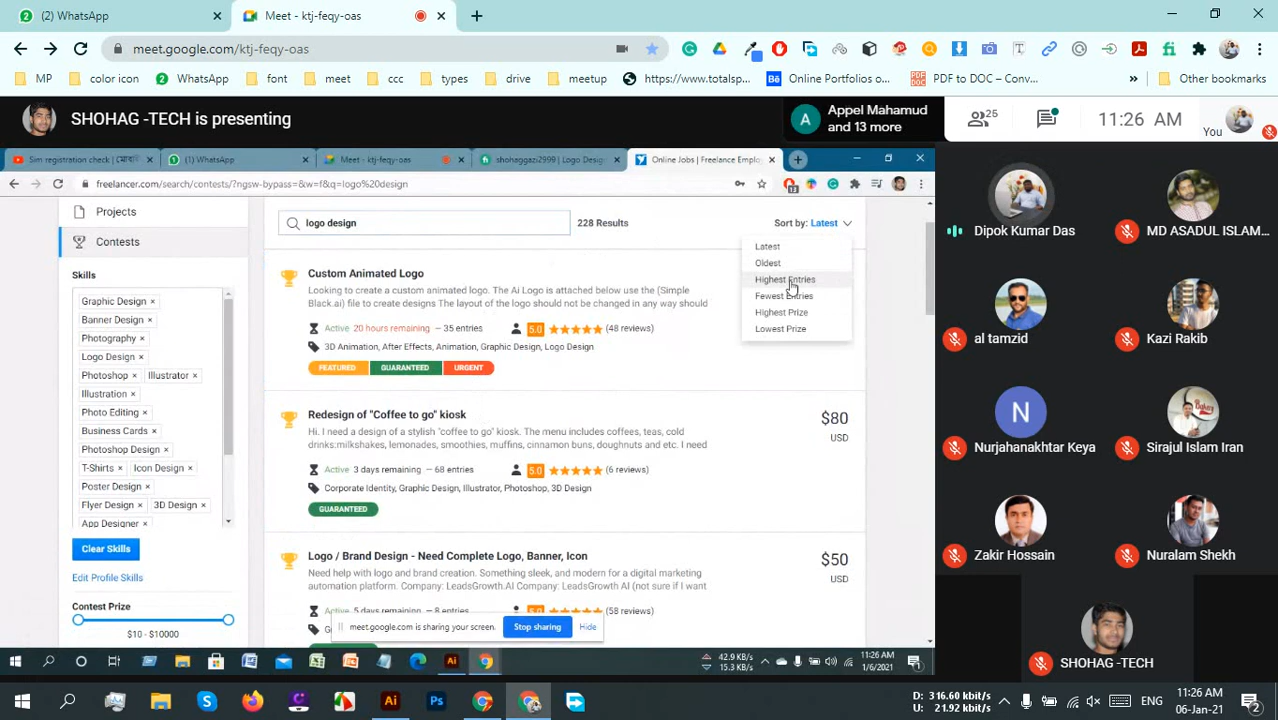 (2) WhatsApp
Meet - ktj-feqy-oas
meet.google.com/ktj-feqy-oas
MP
color icon
WhatsApp
font
meet
ccc
types
drive
meetup
https://www.totalsp...
Online Portfolios o...
PDF to DOC – Conv...
Other bookmarks
SHOHAG -TECH is presenting
Appel Mahamud
and 13 more
25
11:26 AM
You
Sim registration check
(1) WhatsApp
Meet - ktj-feqy-oas
shohaggazi2999 | Logo Design
Online Jobs | Freelance Emplo
freelancer.com/search/contests/?ngsw-bypass=&w=f&q=logo%20design
Projects
Contests
Skills
Graphic Design ×
Banner Design ×
Photography ×
Logo Design ×
Photoshop × Illustrator ×
Illustration ×
Photo Editing ×
Business Cards ×
Photoshop Design ×
T-Shirts × Icon Design ×
Poster Design ×
Flyer Design × 3D Design ×
App Designer ×
Clear Skills
Edit Profile Skills
Contest Prize
$10 - $10000
logo design
228 Results
Sort by: Latest
Latest
Oldest
Highest Entries
Fewest Entries
Highest Prize
Lowest Prize
Custom Animated Logo
Looking to create a custom animated logo. The Ai Logo is attached below use the (Simple
Black.ai) file to create designs The layout of the logo should not be changed in any way should
Active 20 hours remaining – 35 entries
5.0 (48 reviews)
3D Animation, After Effects, Animation, Graphic Design, Logo Design
FEATURED GUARANTEED URGENT
Redesign of "Coffee to go" kiosk
$80
USD
Hi. I need a design of a stylish "coffee to go" kiosk. The menu includes coffees, teas, cold
drinks:milkshakes, lemonades, smoothies, muffins, cinnamon buns, doughnuts and etc. I need
Active 3 days remaining – 68 entries
5.0 (6 reviews)
Corporate Identity, Graphic Design, Illustrator, Photoshop, 3D Design
GUARANTEED
Logo / Brand Design - Need Complete Logo, Banner, Icon
$50
USD
Need help with logo and brand creation. Something sleek, and modern for a digital marketing
automation platform. Company: LeadsGrowth.AI Company: LeadsGrowth AI (not sure if I want
Active 5 days remaining – 8 entries
5.0 (58 reviews)
meet.google.com is sharing your screen.
Stop sharing
Hide
42.9 KB/s
15.3 KB/s
11:26 AM
1/6/2021
Dipok Kumar Das
MD ASADUL ISLAM...
al tamzid
Kazi Rakib
N
Nurjahanakhtar Keya
Sirajul Islam Iran
Zakir Hossain
Nuralam Shekh
SHOHAG -TECH
D: 316.60 kbit/s
U: 21.92 kbit/s
ENG
11:26 AM
06-Jan-21
2